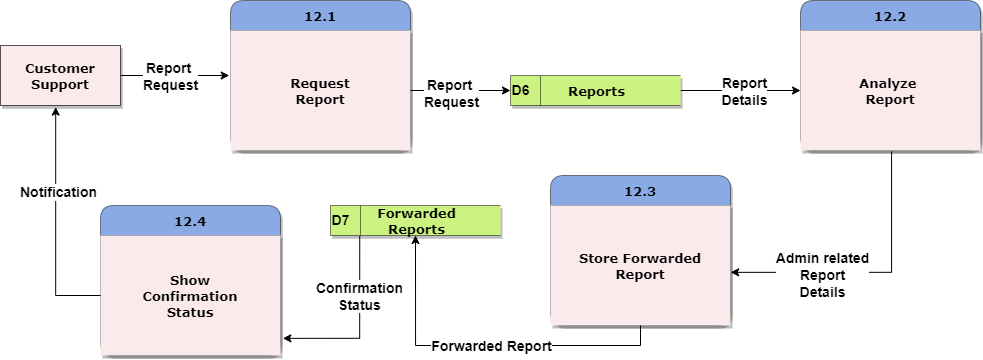 12.1
Request
Report
Customer
Support
Report
Request
Report
Request
D6
Reports
Report
Details
12.2
Analyze
Report
Notification
12.4
Show
Confirmation
Status
D7
Forwarded
Reports
Confirmation
Status
12.3
Store Forwarded
Report
Admin related
Report
Details
Forwarded Report